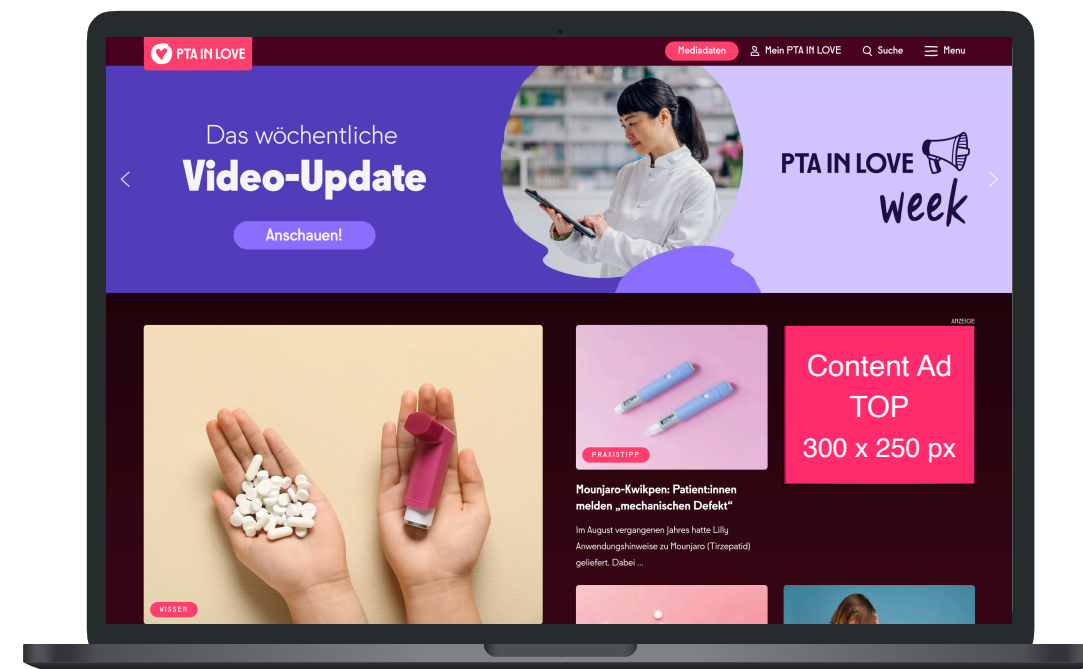 PTA IN LOVE
Mediadaten
Mein PTA IN LOVE
Suche
Menu
Das wöchentliche
Video-Update
Anschauen!
PTA IN LOVE
week
ANZEIGE
Content Ad
TOP
300 x 250 px
PRAXISTIPP
Mounjaro-Kwikpen: Patient:innen
melden „mechanischen Defekt“
Im August vergangenen Jahres hatte Lilly
Anwendungshinweise zu Mounjaro (Tirzepatid)
geliefert. Dabei ...
WISSEN